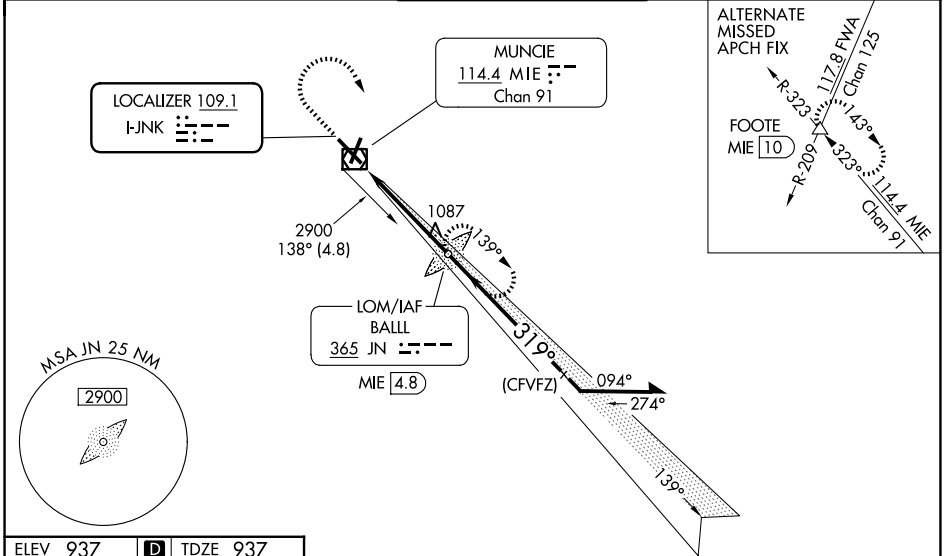 ALTERNATE
MISSED
APCH FIX
117.8 FWA
Chan 125
R-323
143°
FOOTE
MIE 10
R-209
323°
114.4 MIE
Chan 91
MUNCIE
114.4 MIE
Chan 91
LOCALIZER 109.1
I-JNK
2900
138° (4.8)
1087
139°
LOM/IAF
BALLL
365 JN
MIE 4.8
319°
(CFVFZ)
094°
274°
139°
MSA JN 25 NM
2900
ELEV 937 D TDZE 937